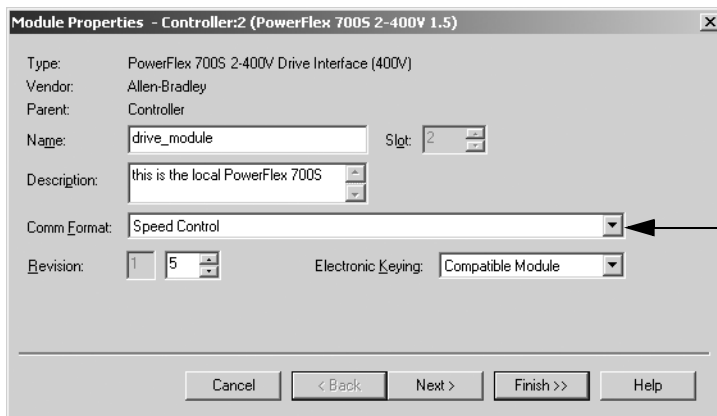 Module Properties - Controller:2 (PowerFlex 700S 2-400V 1.5)
Type: PowerFlex 700S 2-400V Drive Interface (400V)
Vendor: Allen-Bradley
Parent: Controller
Name: drive_module Slot: 2
Description: this is the local PowerFlex 700S
Comm Format: Speed Control
Revision: 1 5 Electronic Keying: Compatible Module
Cancel < Back Next > Finish >> Help